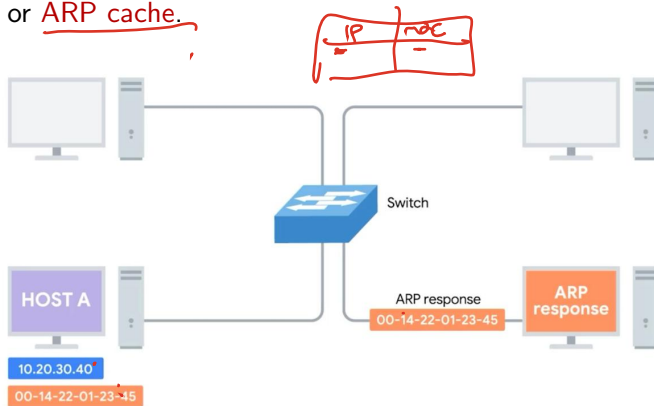 or ARP cache.
IP MAC
Switch
HOST A
ARP response
00-14-22-01-23-45
ARP
response
10.20.30.40
00-14-22-01-23-45